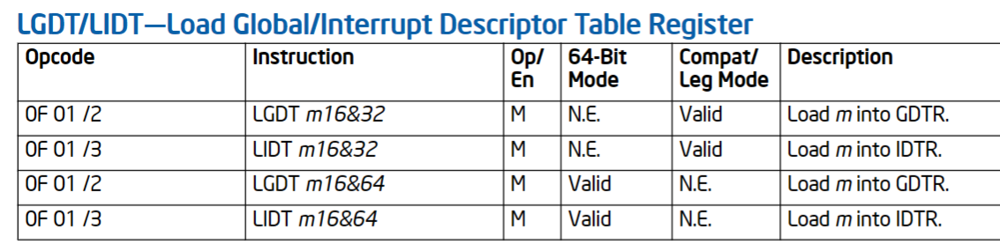 LGDT/LIDT—Load Global/Interrupt Descriptor Table Register
Opcode Instruction Op/ 64-Bit Compat/ Description
En Mode Leg Mode
0F 01 /2 LGDT m16&32 M N.E. Valid Load m into GDTR.
0F 01 /3 LIDT m16&32 M N.E. Valid Load m into IDTR.
0F 01 /2 LGDT m16&64 M Valid N.E. Load m into GDTR.
0F 01 /3 LIDT m16&64 M Valid N.E. Load m into IDTR.